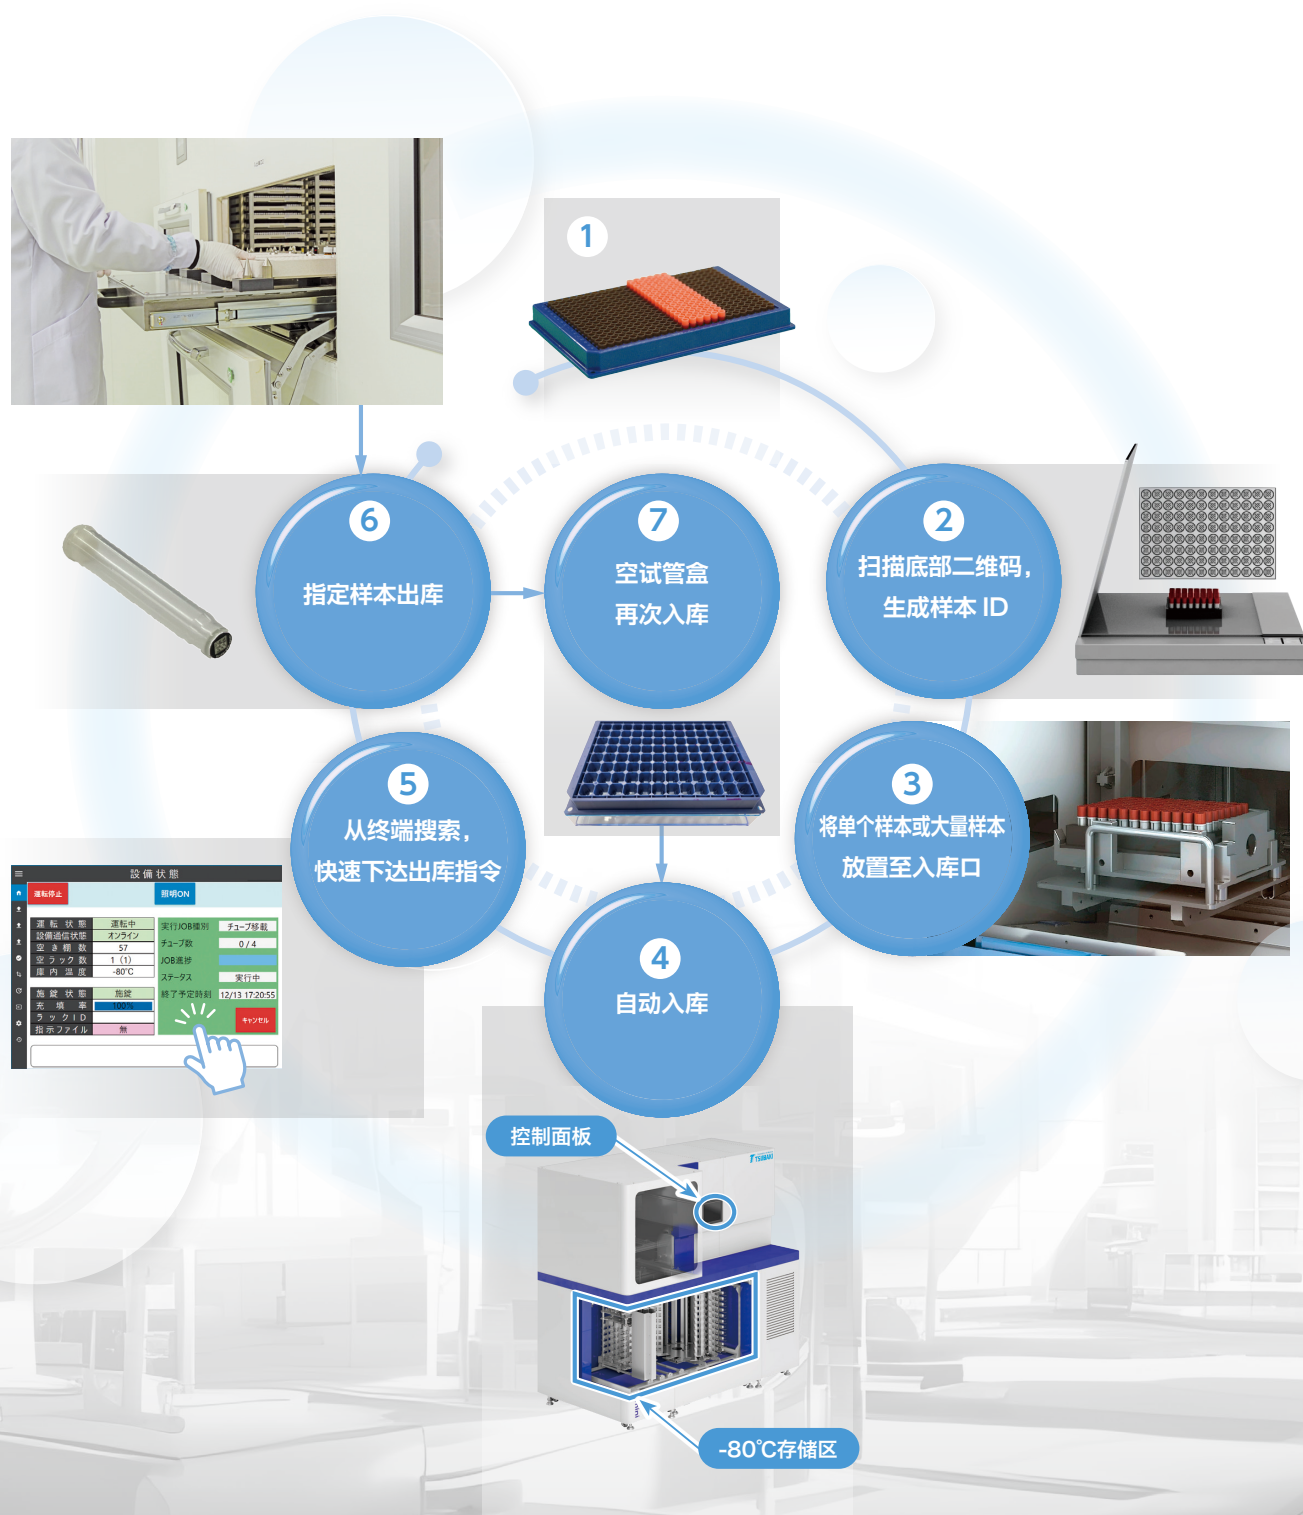 1
6
指定样本出库
7
空试管盒
再次入库
2
扫描底部二维码，
生成样本 ID
5
从终端搜索，
快速下达出库指令
3
将单个样本或大量样本
放置至入库口
4
自动入库
設備状態
運転停止
照明ON
運転状態 運転中
設備通信状態 オンライン
空き棚数 57
空ラック数 1（1）
庫内温度 -80℃
施錠状態 施錠
充填率 100%
ラックID
指示ファイル 無
実行JOB種別 チューブ移載
チューブ数 0 / 4
JOB進捗
ステータス 実行中
終了予定時刻 12/13 17:20:55
キャンセル
控制面板
TSUBAKI
mini
-80℃存储区